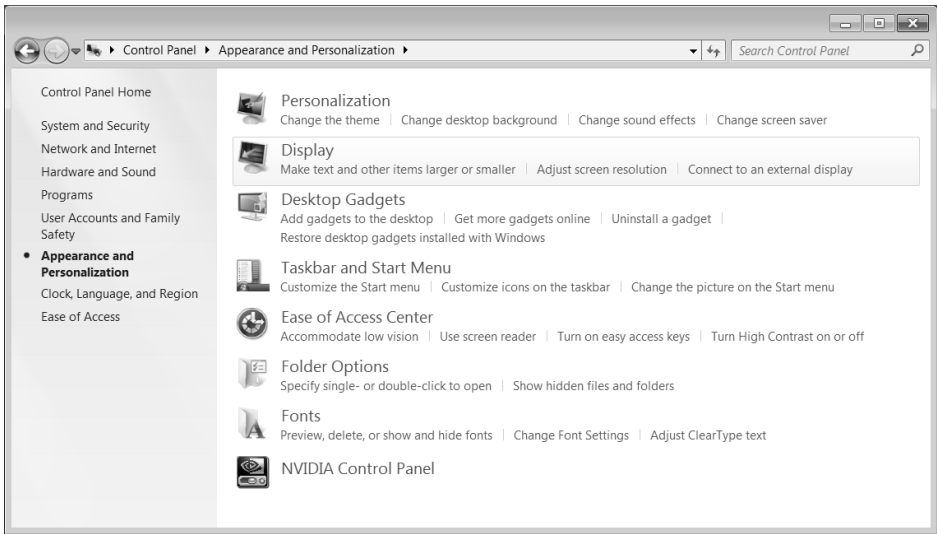 Control Panel ▸ Appearance and Personalization ▸
Search Control Panel
Control Panel Home
System and Security
Network and Internet
Hardware and Sound
Programs
User Accounts and Family
Safety
Appearance and
Personalization
Clock, Language, and Region
Ease of Access
Personalization
Change the theme | Change desktop background | Change sound effects | Change screen saver
Display
Make text and other items larger or smaller | Adjust screen resolution | Connect to an external display
Desktop Gadgets
Add gadgets to the desktop | Get more gadgets online | Uninstall a gadget |
Restore desktop gadgets installed with Windows
Taskbar and Start Menu
Customize the Start menu | Customize icons on the taskbar | Change the picture on the Start menu
Ease of Access Center
Accommodate low vision | Use screen reader | Turn on easy access keys | Turn High Contrast on or off
Folder Options
Specify single- or double-click to open | Show hidden files and folders
Fonts
Preview, delete, or show and hide fonts | Change Font Settings | Adjust ClearType text
NVIDIA Control Panel